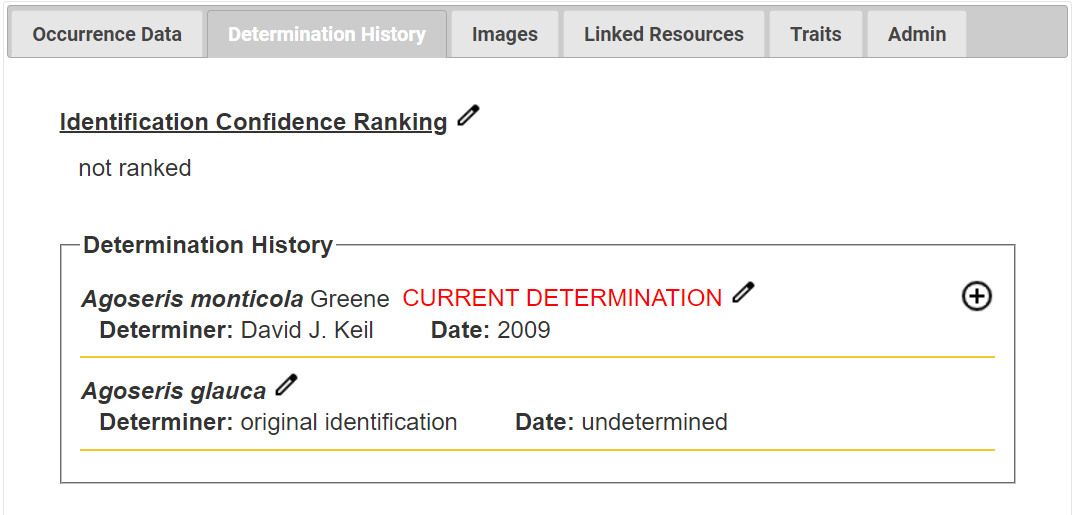 Occurrence Data Determination History Images Linked Resources Traits Admin
Identification Confidence Ranking
not ranked
Determination History
Agoseris monticola Greene CURRENT DETERMINATION
Determiner: David J. Keil Date: 2009
Agoseris glauca
Determiner: original identification Date: undetermined